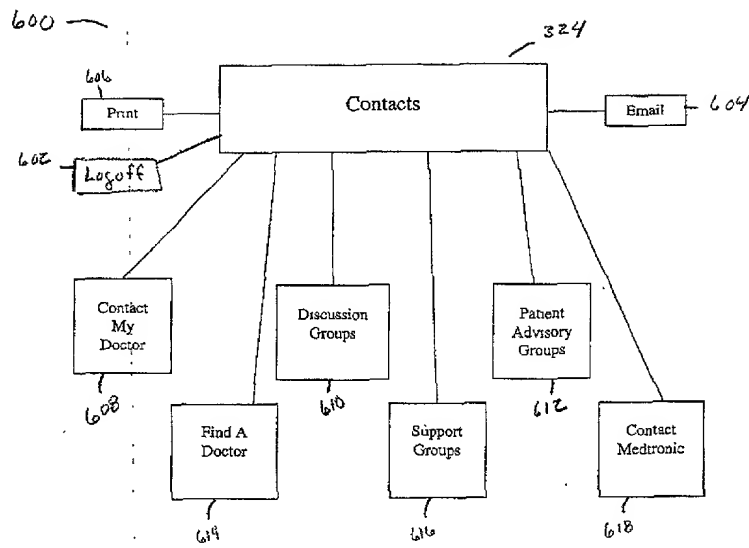 600
324
606
Print
Contacts
Email
604
602
Logoff
Contact
My
Doctor
Discussion
Groups
Patient
Advisory
Groups
608
610
612
Find A
Doctor
Support
Groups
Contact
Medtronic
614
616
618